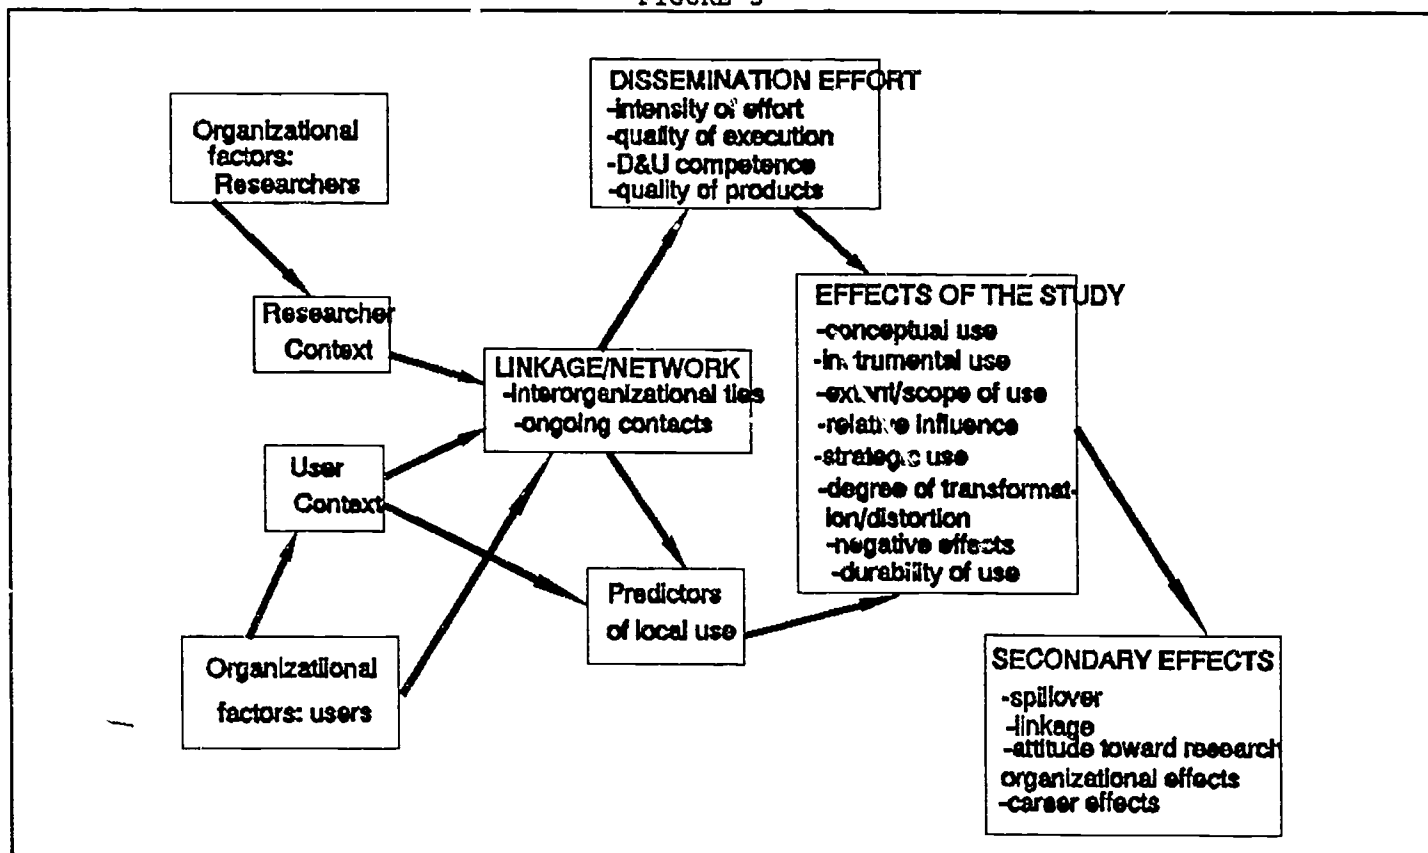 DISSEMINATION EFFORT
-intensity of effort
-quality of execution
-D&U competence
-quality of products
Organizational
factors:
Researchers
Researcher
Context
LINKAGE/NETWORK
-interorganizational ties
-ongoing contacts
EFFECTS OF THE STUDY
-conceptual use
-instrumental use
-extent/scope of use
-relative influence
-strategic use
-degree of transformat-
ion/distortion
-negative effects
-durability of use
User
Context
Predictors
of local use
Organizatiional
factors: users
SECONDARY EFFECTS
-spillover
-linkage
-attitude toward research
organizational effects
-career effects